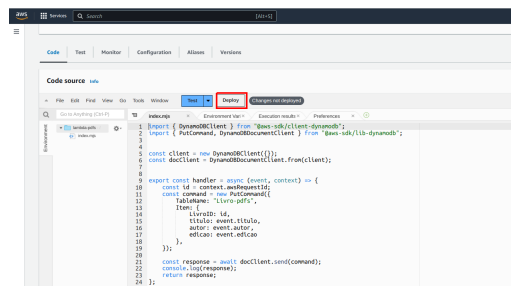 aws Services Search [Alt+S]
Code Test Monitor Configuration Aliases Versions
Code source Info
File Edit Find View Go Tools Window Test Deploy Changes not deployed
Go to Anything (Ctrl-P) index.mjs Environment Vari Execution results Preferences
Environment
lambda-pdfs
index.mjs
1 import { DynamoDBClient } from "@aws-sdk/client-dynamodb";
2 import { PutCommand, DynamoDBDocumentClient } from "@aws-sdk/lib-dynamodb";
3
4
5 const client = new DynamoDBClient({});
6 const docClient = DynamoDBDocumentClient.from(client);
7
8
9 export const handler = async (event, context) => {
10 const id = context.awsRequestId;
11 const command = new PutCommand({
12 TableName: "Livro-pdfs",
13 Item: {
14 LivroID: id,
15 titulo: event.titulo,
16 autor: event.autor,
17 edicao: event.edicao
18 },
19 });
20
21 const response = await docClient.send(command);
22 console.log(response);
23 return response;
24 };